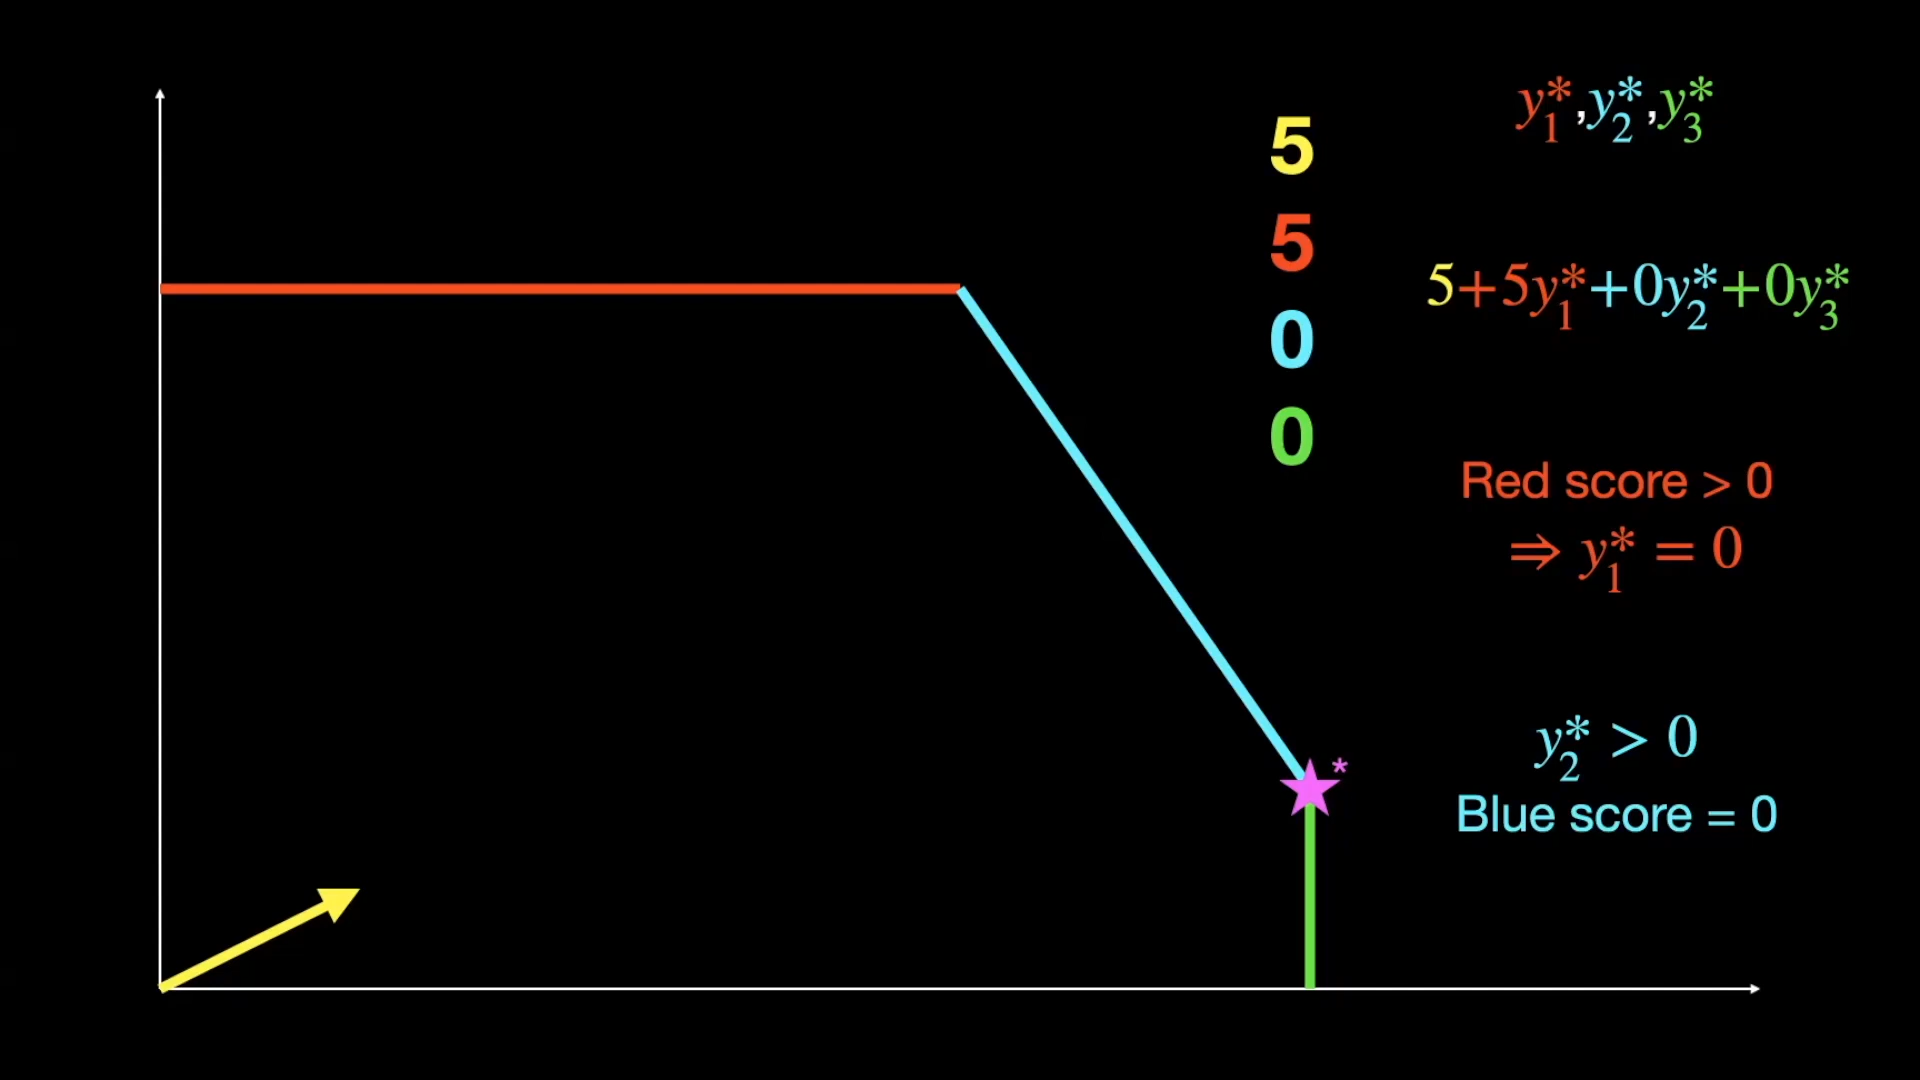 y₁*,y₂*,y₃*
5
5
0
0
5+5y₁*+0y₂*+0y₃*
Red score > 0
⇒ y₁* = 0
y₂* > 0
Blue score = 0
*